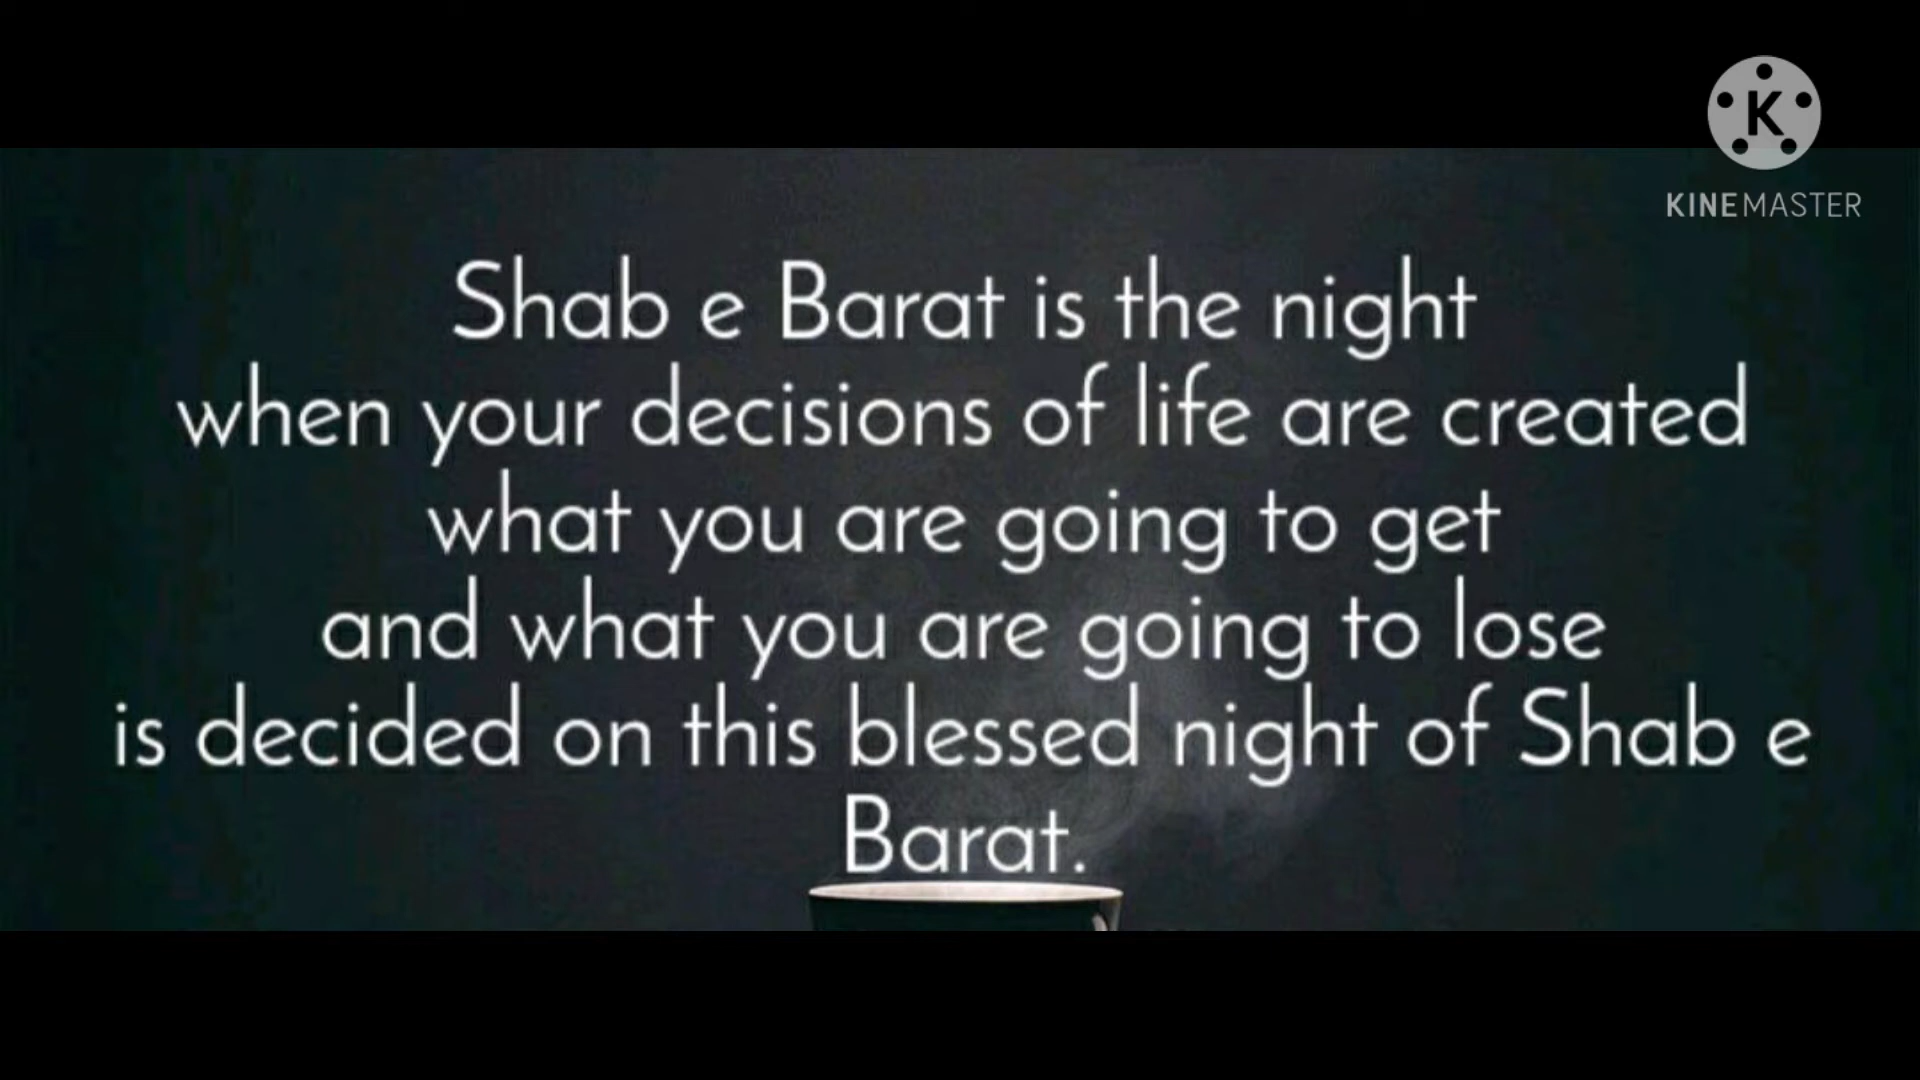 K
KINEMASTER
Shab e Barat is the night
when your decisions of life are created
what you are going to get
and what you are going to lose
is decided on this blessed night of Shab e
Barat.